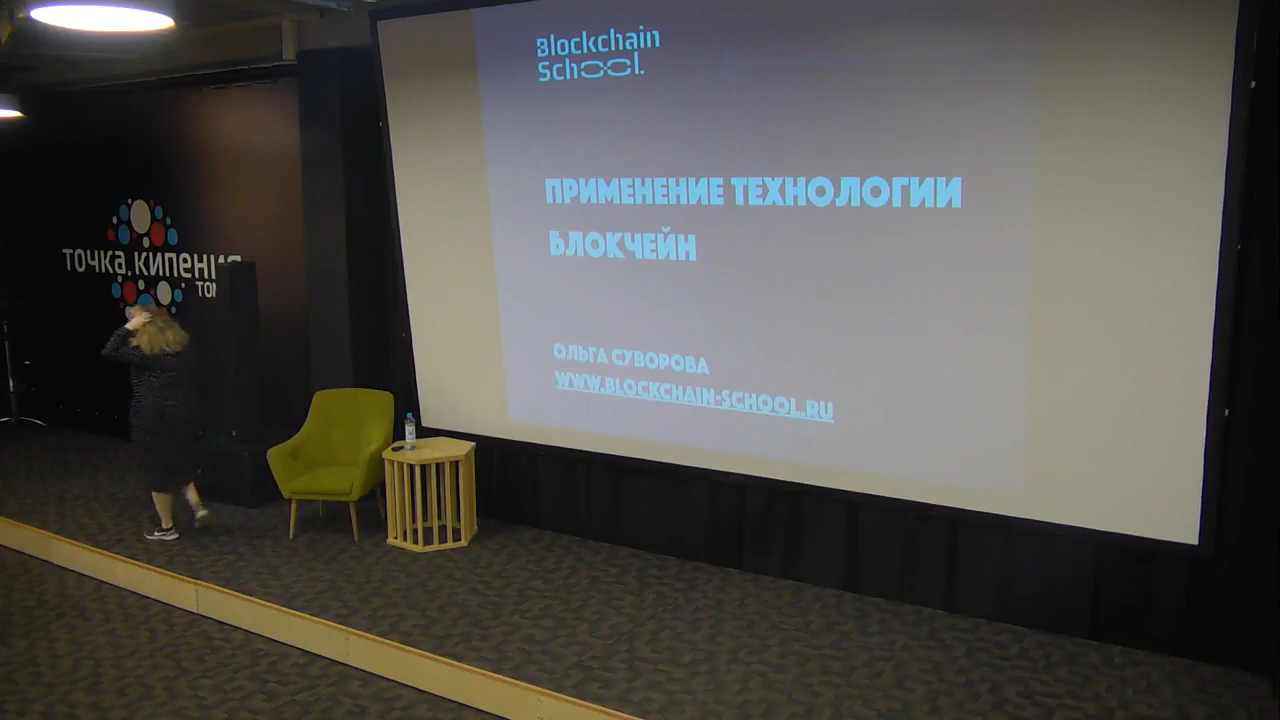 Blockchain
School.
ПРИМЕНЕНИЕ ТЕХНОЛОГИИ
БЛОКЧЕЙН
ОЛЬГА СУВОРОВА
WWW.BLOCKCHAIN-SCHOOL.RU
точка кипения